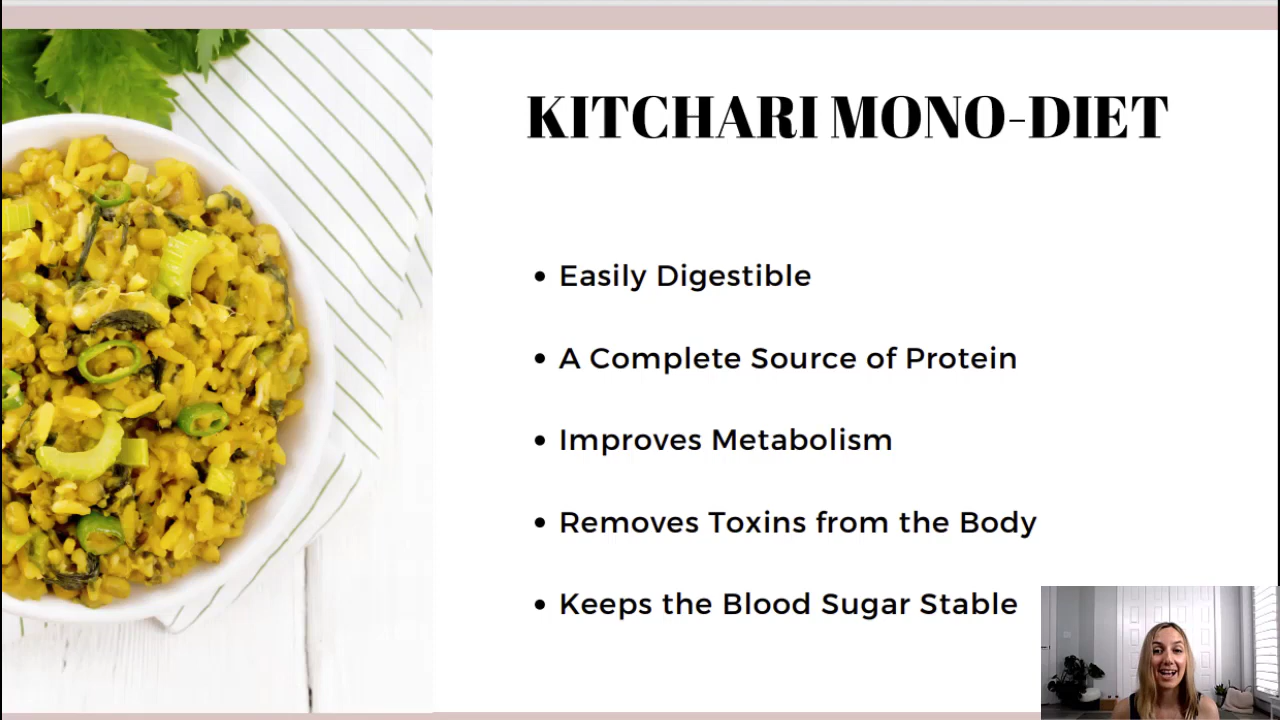 KITCHARI MONO-DIET
• Easily Digestible
• A Complete Source of Protein
• Improves Metabolism
• Removes Toxins from the Body
• Keeps the Blood Sugar Stable